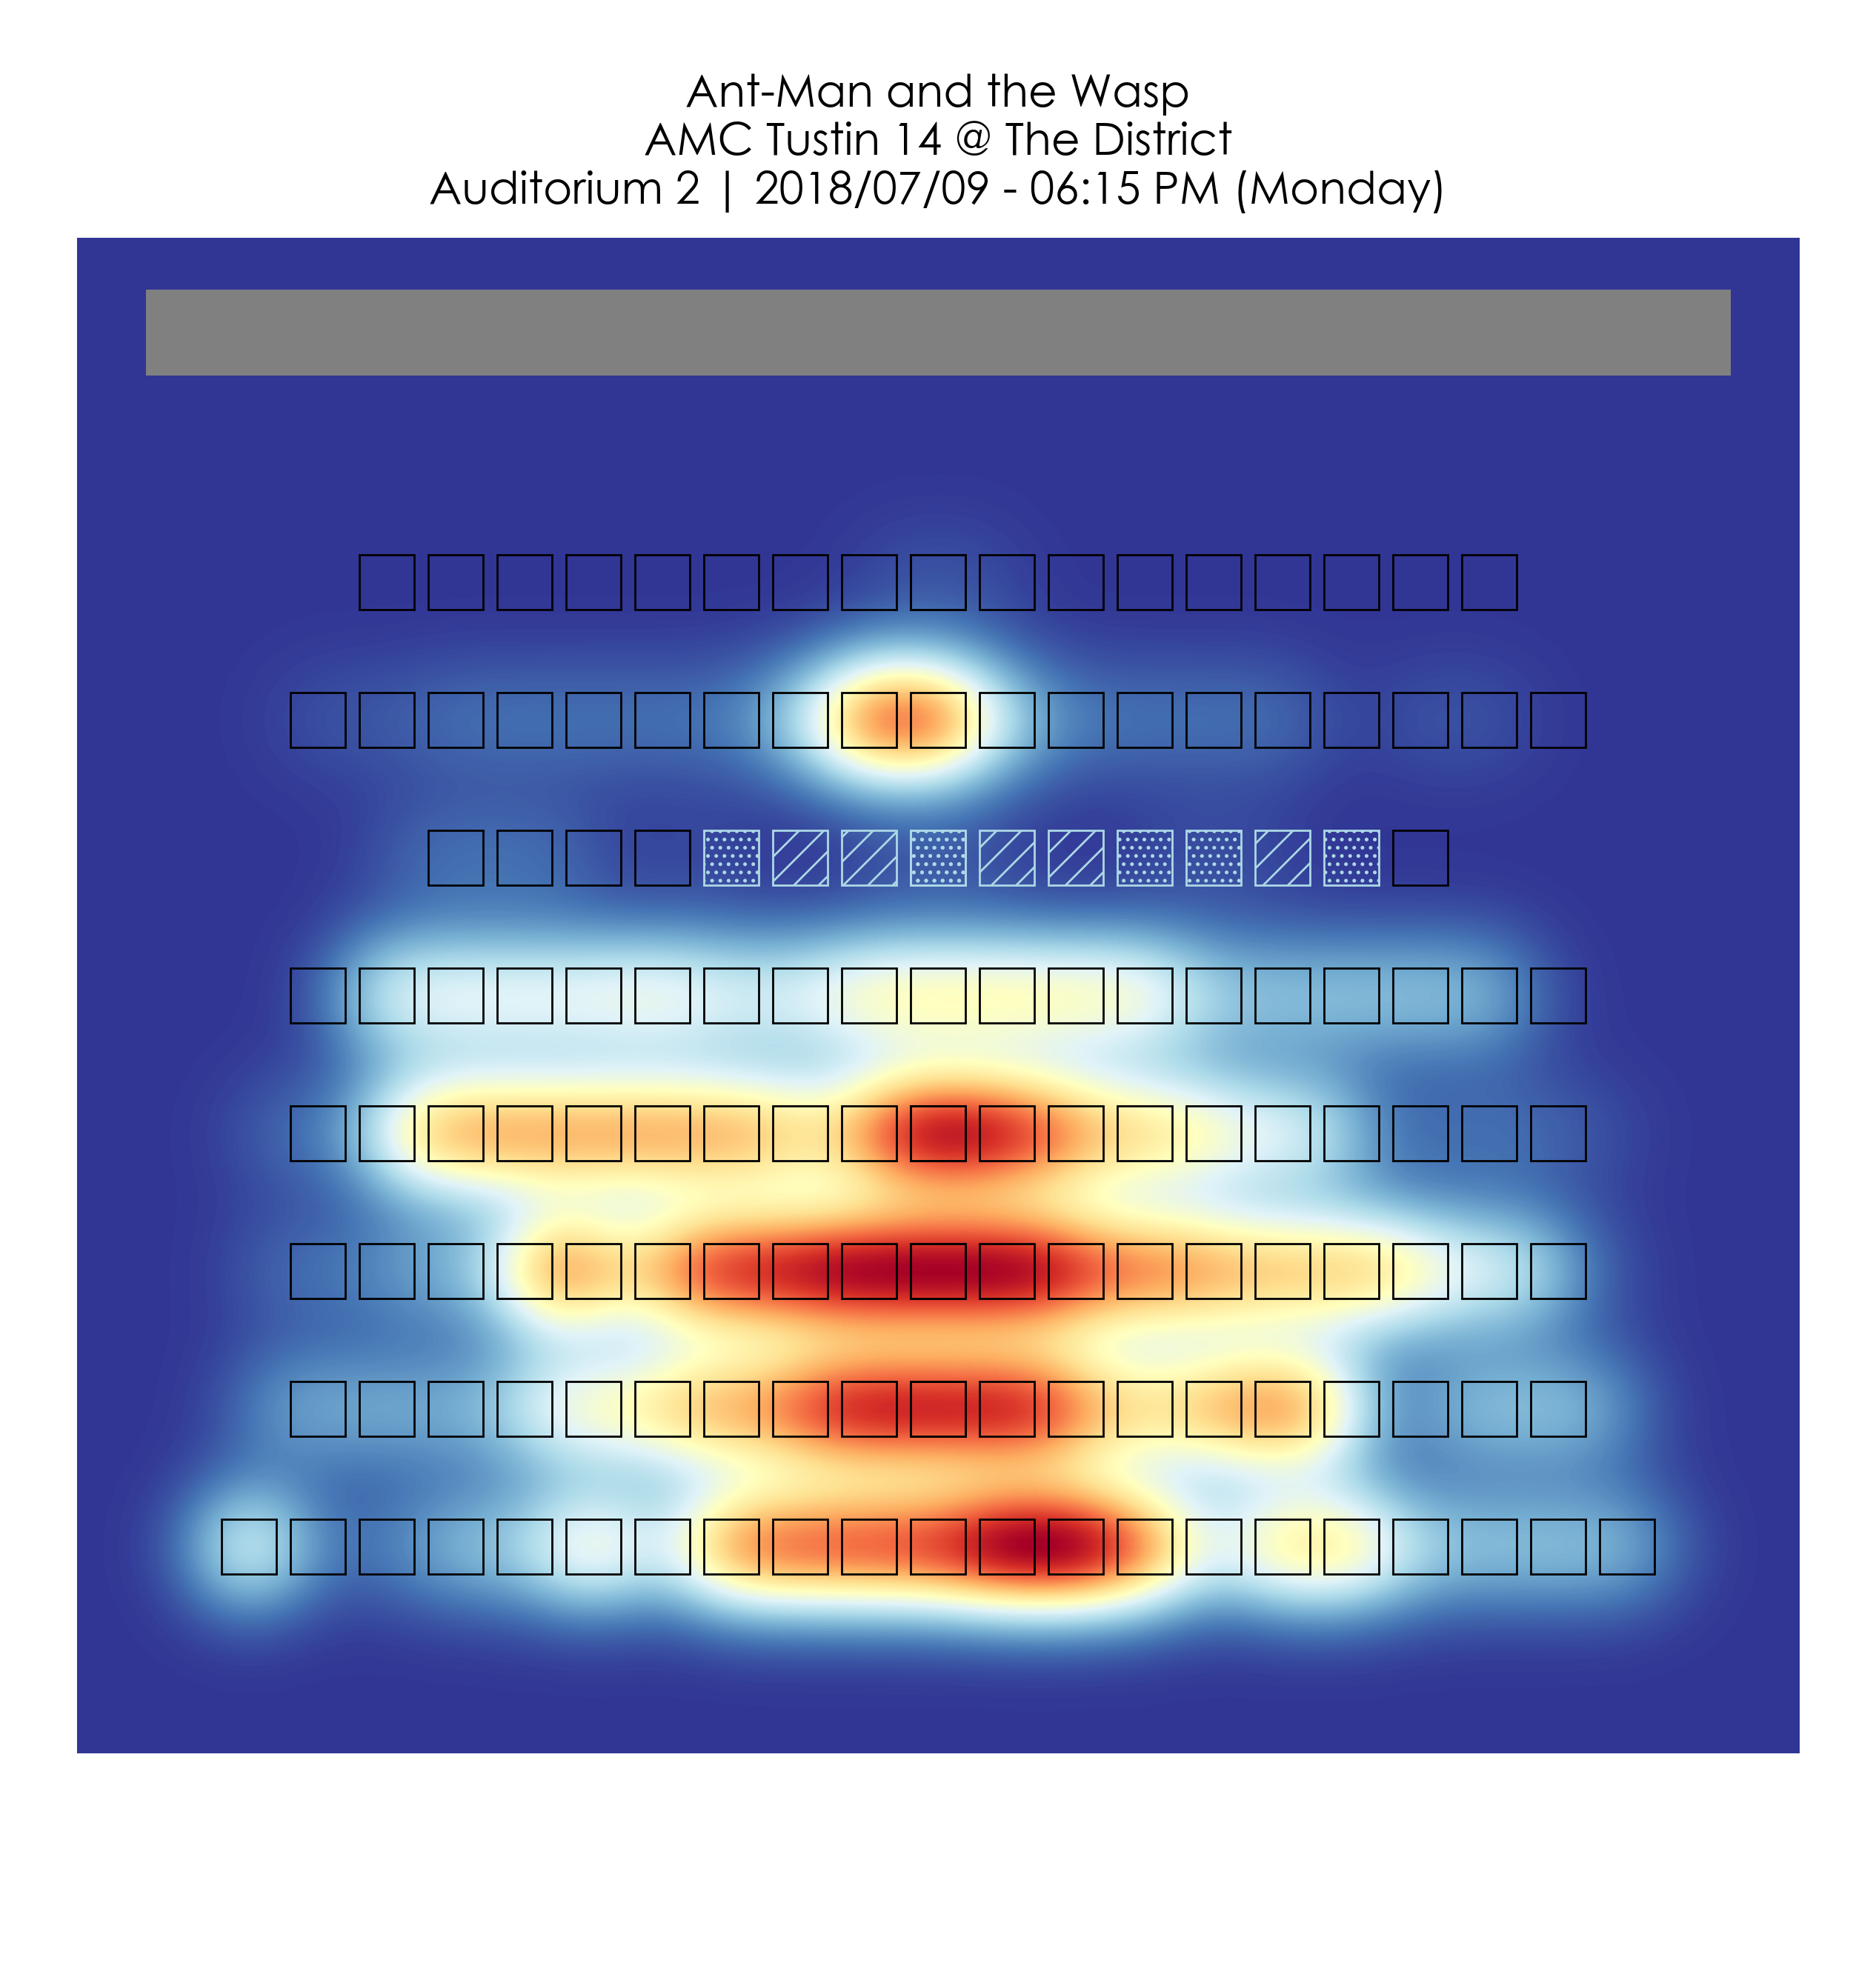 Ant-Man and the Wasp
AMC Tustin 14 @ The District
Auditorium 2 | 2018/07/09 - 06:15 PM (Monday)